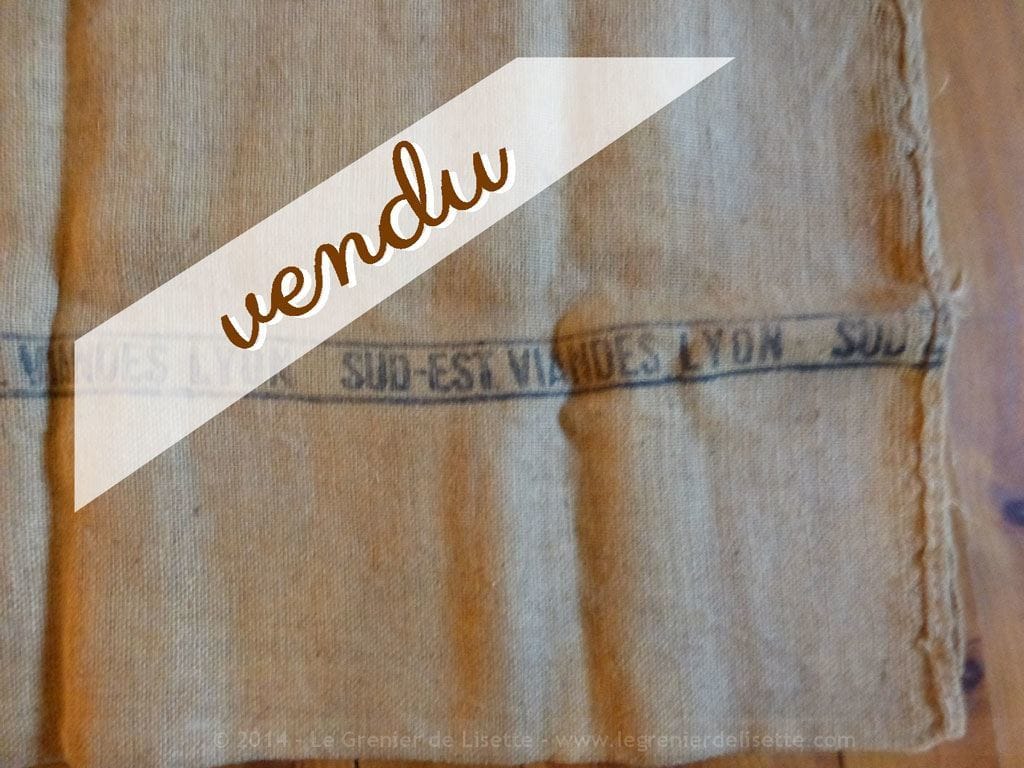 vendu
VIANDES LYON SUD-EST VIANDES LYON - SUD-E
© 2014 - Le Grenier de Lisette - www.legrenierdelisette.com